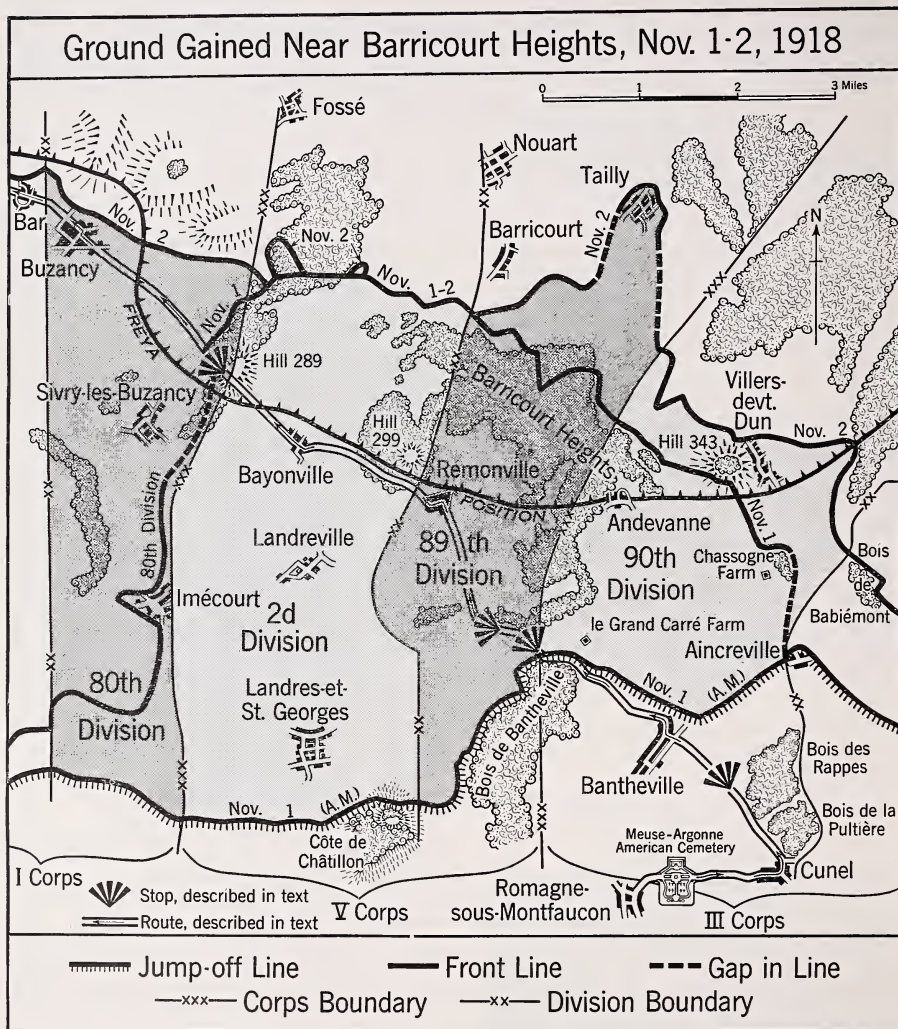 Ground Gained Near Barricourt Heights, Nov. 1-2, 1918
0 1 2 3 Miles
Fossé
Nouart
Tailly
Bar
Nov. 2
Nov. 2
Nov. 2
Barricourt
N
Buzancy
xxx
Nov. 1
Nov. 1-2
FREYA
Hill 289
Barricourt Heights
Villers-
devt.
Dun
Sivry-les-Buzancy
Hill
299
Hill 343
Nov. 2
Bayonville
Remonville
POSITION
Andevanne
80th Division
Nov. 1
Landreville
89th
Division
90th
Division
Chassogne
Farm
Bois
de
Babiémont
Imécourt
2d
Division
le Grand Carré Farm
Aincreville
80th
Division
Landres-et-
St. Georges
Nov. 1 (A.M.)
Bois de Bantheville
Bantheville
Bois des
Rappes
Nov. 1 (A.M.)
Côte de
Châtillon
Bois de la
Pultière
Meuse-Argonne
American Cemetery
Cunel
I Corps
Stop, described in text
V Corps
Romagne-
sous-Montfaucon
III Corps
Route, described in text
Jump-off Line
Front Line
Gap in Line
xxx Corps Boundary
xx Division Boundary